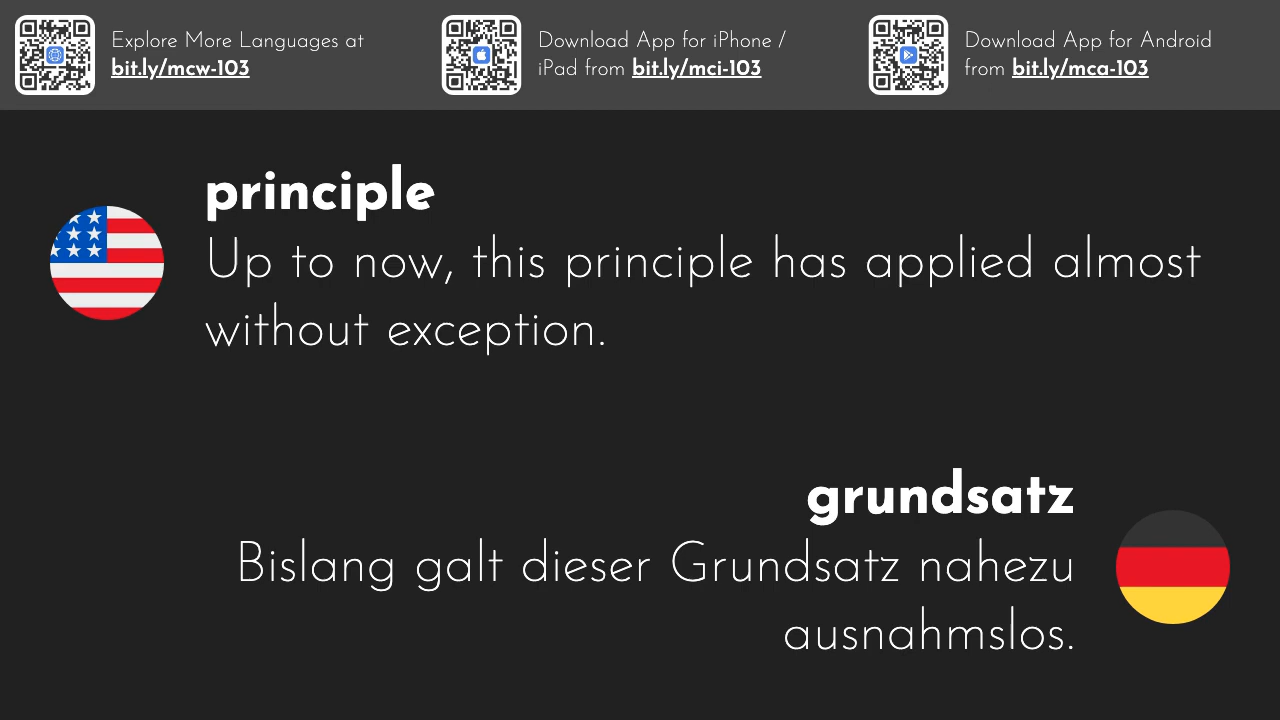 Explore More Languages at
bit.ly/mcw-103
Download App for iPhone /
iPad from bit.ly/mci-103
Download App for Android
from bit.ly/mca-103
principle
Up to now, this principle has applied almost
without exception.
grundsatz
Bislang galt dieser Grundsatz nahezu
ausnahmslos.